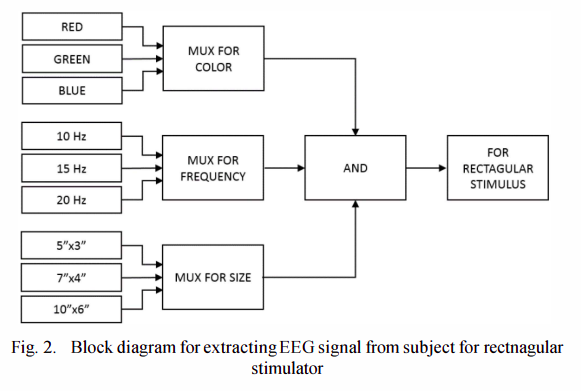 RED
GREEN
BLUE
MUX FOR
COLOR
10 Hz
15 Hz
20 Hz
MUX FOR
FREQUENCY
5”x3”
7”x4”
10”x6”
MUX FOR SIZE
AND
FOR
RECTAGULAR
STIMULUS
Fig. 2. Block diagram for extracting EEG signal from subject for rectnagular
stimulator